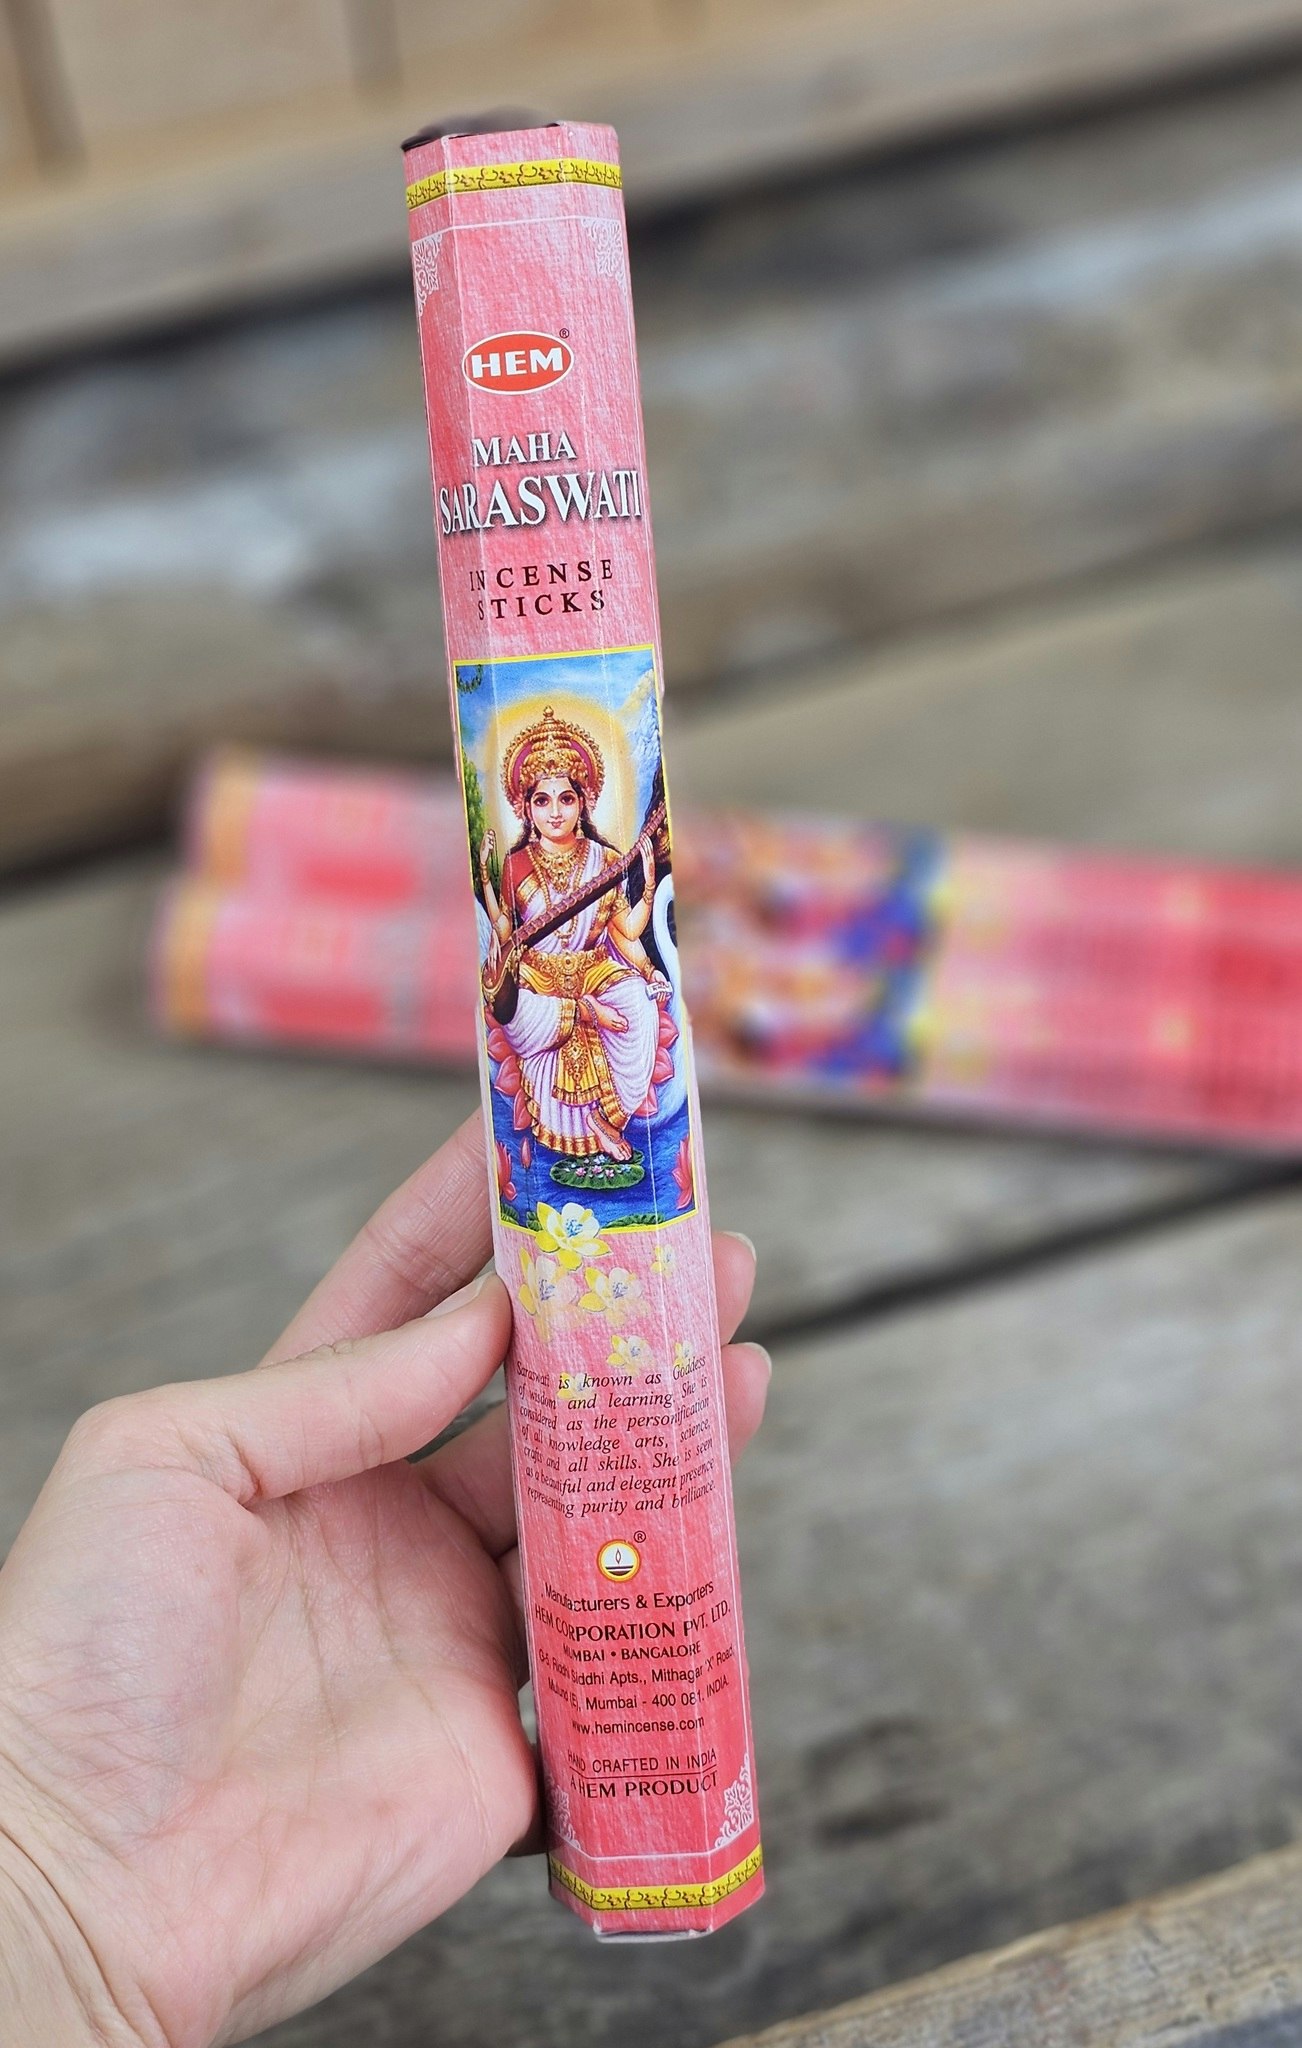 HEM®
MAHA
SARASWATI
INCENSE
STICKS
Saraswati is known as Goddess
of wisdom and learning. She is
considered as the personification
of all knowledge arts, science,
crafts and all skills. She is seen
as a beautiful and elegant presence
representing purity and brilliance.
®
Manufacturers & Exporters
HEM CORPORATION PVT. LTD.
MUMBAI • BANGALORE
Siddhi Apts., Mithagar 'X' Road,
Mulund (E), Mumbai - 400 081. INDIA.
www.hemincense.com
HAND CRAFTED IN INDIA
A HEM PRODUCT